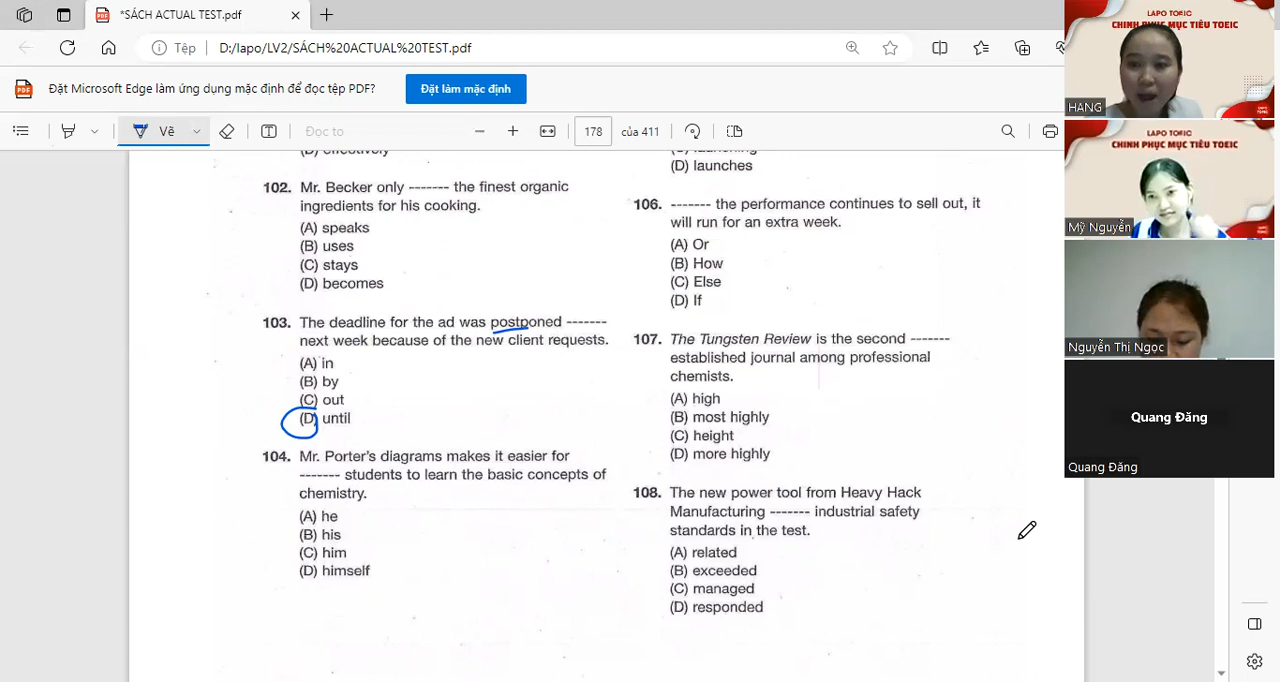 *SÁCH ACTUAL TEST.pdf
Tệp
D:/lapo/LV2/SÁCH%20ACTUAL%20TEST.pdf
Đặt Microsoft Edge làm ứng dụng mặc định để đọc tệp PDF?
Đặt làm mặc định
Vẽ
Đọc to
178 của 411
(D) effectively
102. Mr. Becker only ------- the finest organic
ingredients for his cooking.
(A) speaks
(B) uses
(C) stays
(D) becomes
103. The deadline for the ad was postponed -------
next week because of the new client requests.
(A) in
(B) by
(C) out
(D) until
104. Mr. Porter's diagrams makes it easier for
------- students to learn the basic concepts of
chemistry.
(A) he
(B) his
(C) him
(D) himself
(C) launching
(D) launches
106. ------- the performance continues to sell out, it
will run for an extra week.
(A) Or
(B) How
(C) Else
(D) If
107. The Tungsten Review is the second -------
established journal among professional
chemists.
(A) high
(B) most highly
(C) height
(D) more highly
108. The new power tool from Heavy Hack
Manufacturing ------- industrial safety
standards in the test.
(A) related
(B) exceeded
(C) managed
(D) responded
LAPO TOEIC
CHINH PHỤC MỤC TIÊU TOEIC
HANG
LAPO TOEIC
CHINH PHỤC MỤC TIÊU TOEIC
Mỹ Nguyễn
Nguyễn Thị Ngọc
Quang Đăng
Quang Đăng